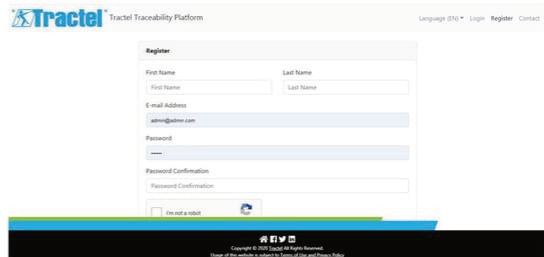 Tractel Tractel Traceability Platform Language (EN) Login Register Contact
Register
First Name Last Name
First Name Last Name
E-mail Address
admin@admin.com
Password
Password Confirmation
Password Confirmation
I'm not a robot
Copyright © 2020 Tractel All Rights Reserved.
Usage of the website is subject to Terms of Use and Privacy Policy